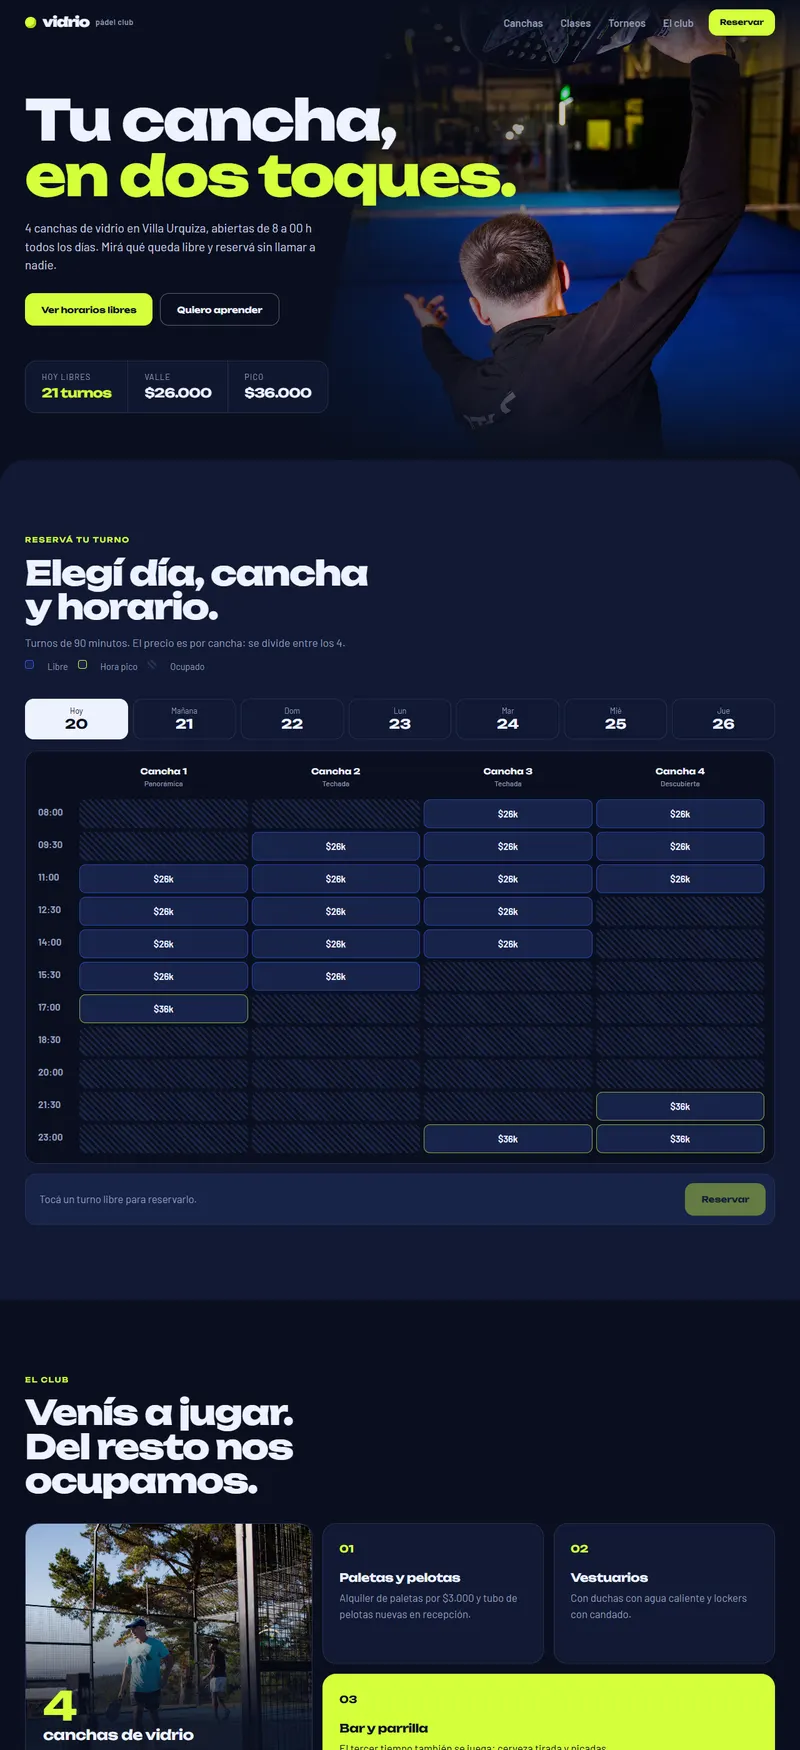 vidrio pádel club
Canchas Clases Torneos El club Reservar
Tu cancha,
en dos toques.
4 canchas de vidrio en Villa Urquiza, abiertas de 8 a 00 h
todos los días. Mirá qué queda libre y reservá sin llamar a
nadie.
Ver horarios libres Quiero aprender
HOY LIBRES VALLE PICO
21 turnos $26.000 $36.000
RESERVÁ TU TURNO
Elegí día, cancha
y horario.
Turnos de 90 minutos. El precio es por cancha: se divide entre los 4.
Libre Hora pico Ocupado
Hoy Mañana Dom Lun Mar Mié Jue
20 21 22 23 24 25 26
Cancha 1 Cancha 2 Cancha 3 Cancha 4
Panorámica Techada Techada Descubierta
08:00 $26k $26k
09:30 $26k $26k $26k
11:00 $26k $26k $26k $26k
12:30 $26k $26k $26k
14:00 $26k $26k $26k
15:30 $26k $26k
17:00 $36k
18:30
20:00
21:30 $36k
23:00 $36k $36k
Tocá un turno libre para reservarlo. Reservar
EL CLUB
Venís a jugar.
Del resto nos
ocupamos.
01
Paletas y pelotas
Alquiler de paletas por $3.000 y tubo de
pelotas nuevas en recepción.
02
Vestuarios
Con duchas con agua caliente y lockers
con candado.
4
canchas de vidrio
03
Bar y parrilla
El tercer tiempo también se juega: cerveza tirada y picadas